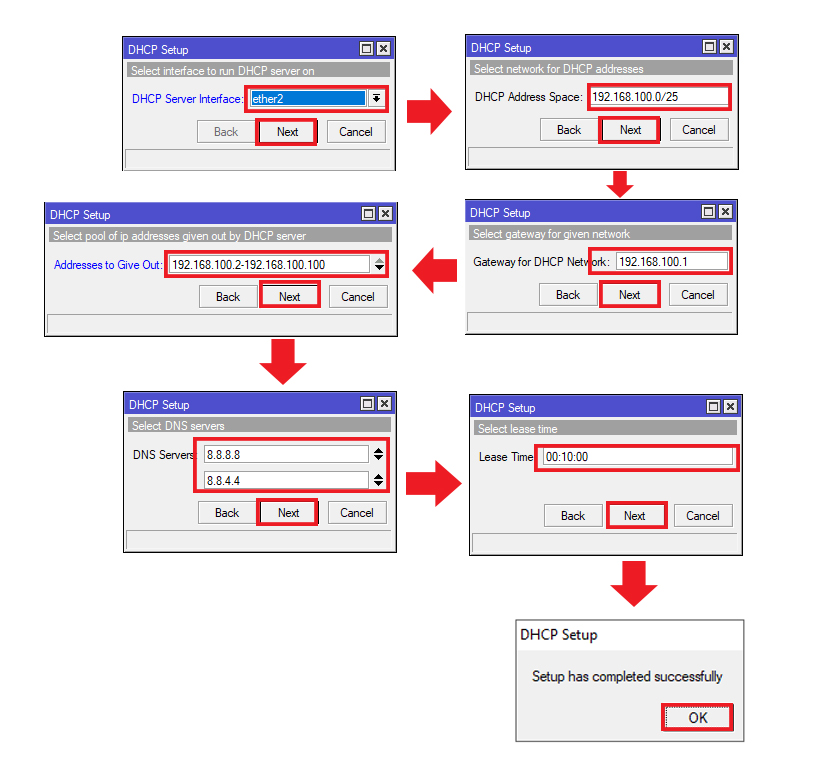 DHCP Setup
Select interface to run DHCP server on
DHCP Server Interface: ether2
Back Next Cancel
DHCP Setup
Select network for DHCP addresses
DHCP Address Space: 192.168.100.0/25
Back Next Cancel
DHCP Setup
Select gateway for given network
Gateway for DHCP Network: 192.168.100.1
Back Next Cancel
DHCP Setup
Select pool of ip addresses given out by DHCP server
Addresses to Give Out: 192.168.100.2-192.168.100.100
Back Next Cancel
DHCP Setup
Select DNS servers
DNS Servers: 8.8.8.8
8.8.4.4
Back Next Cancel
DHCP Setup
Select lease time
Lease Time: 00:10:00
Back Next Cancel
DHCP Setup
Setup has completed successfully
OK